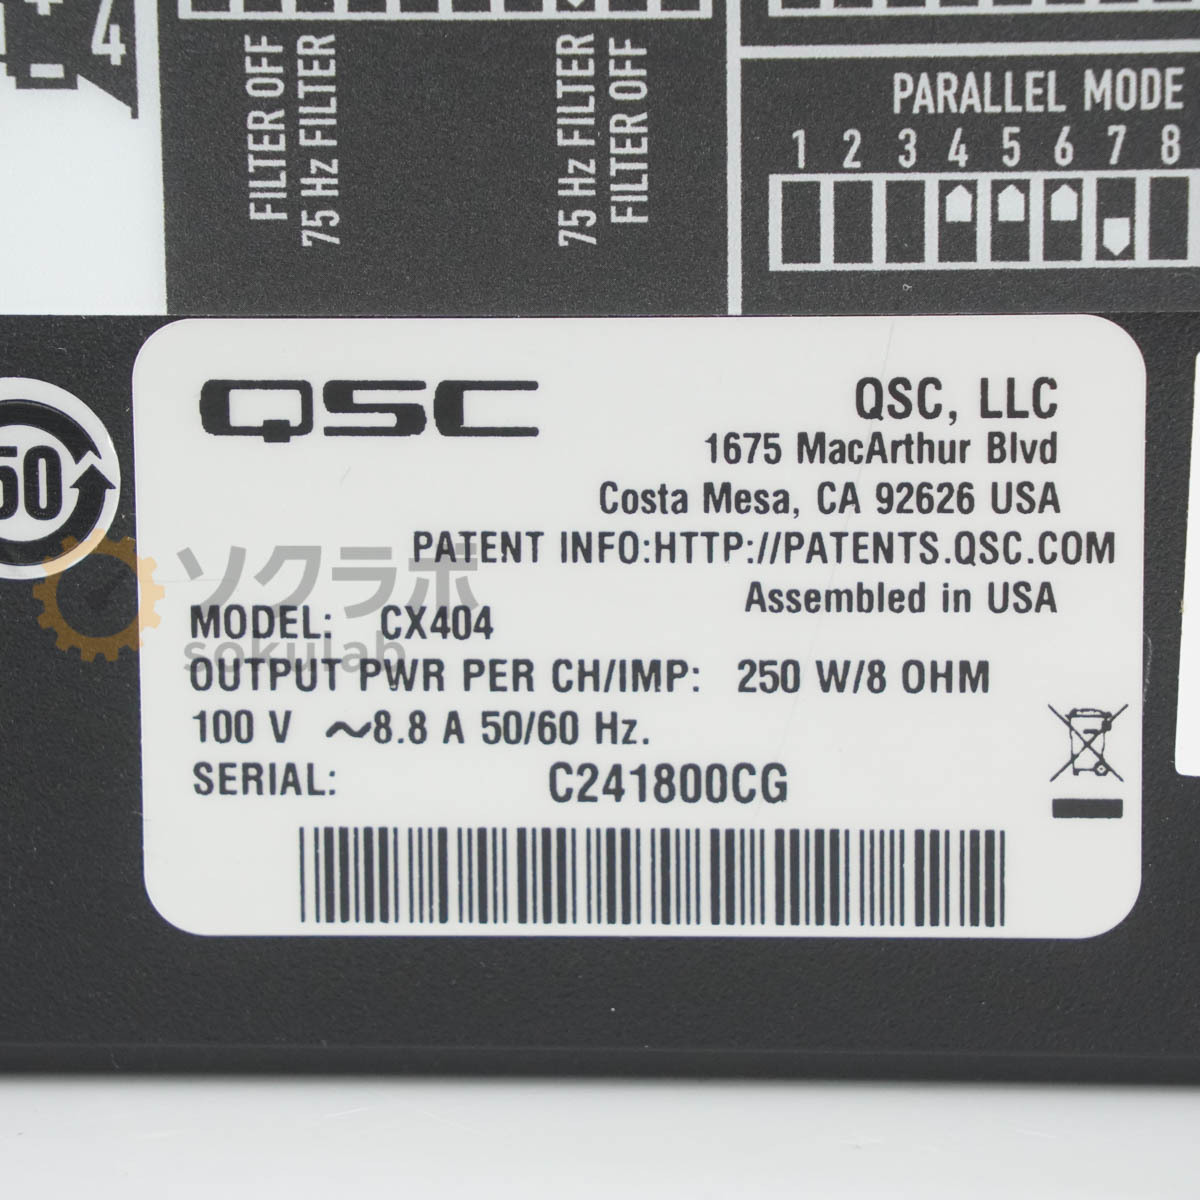 4
FILTER OFF
75 Hz FILTER
75 Hz FILTER
FILTER OFF
PARALLEL MODE
1 2 3 4 5 6 7 8
50
QSC
QSC, LLC
1675 MacArthur Blvd
Costa Mesa, CA 92626 USA
PATENT INFO:HTTP://PATENTS.QSC.COM
Assembled in USA
ソクラボ
sokulab
MODEL: CX404
OUTPUT PWR PER CH/IMP: 250 W/8 OHM
100 V ~8.8 A 50/60 Hz.
SERIAL: C241800CG